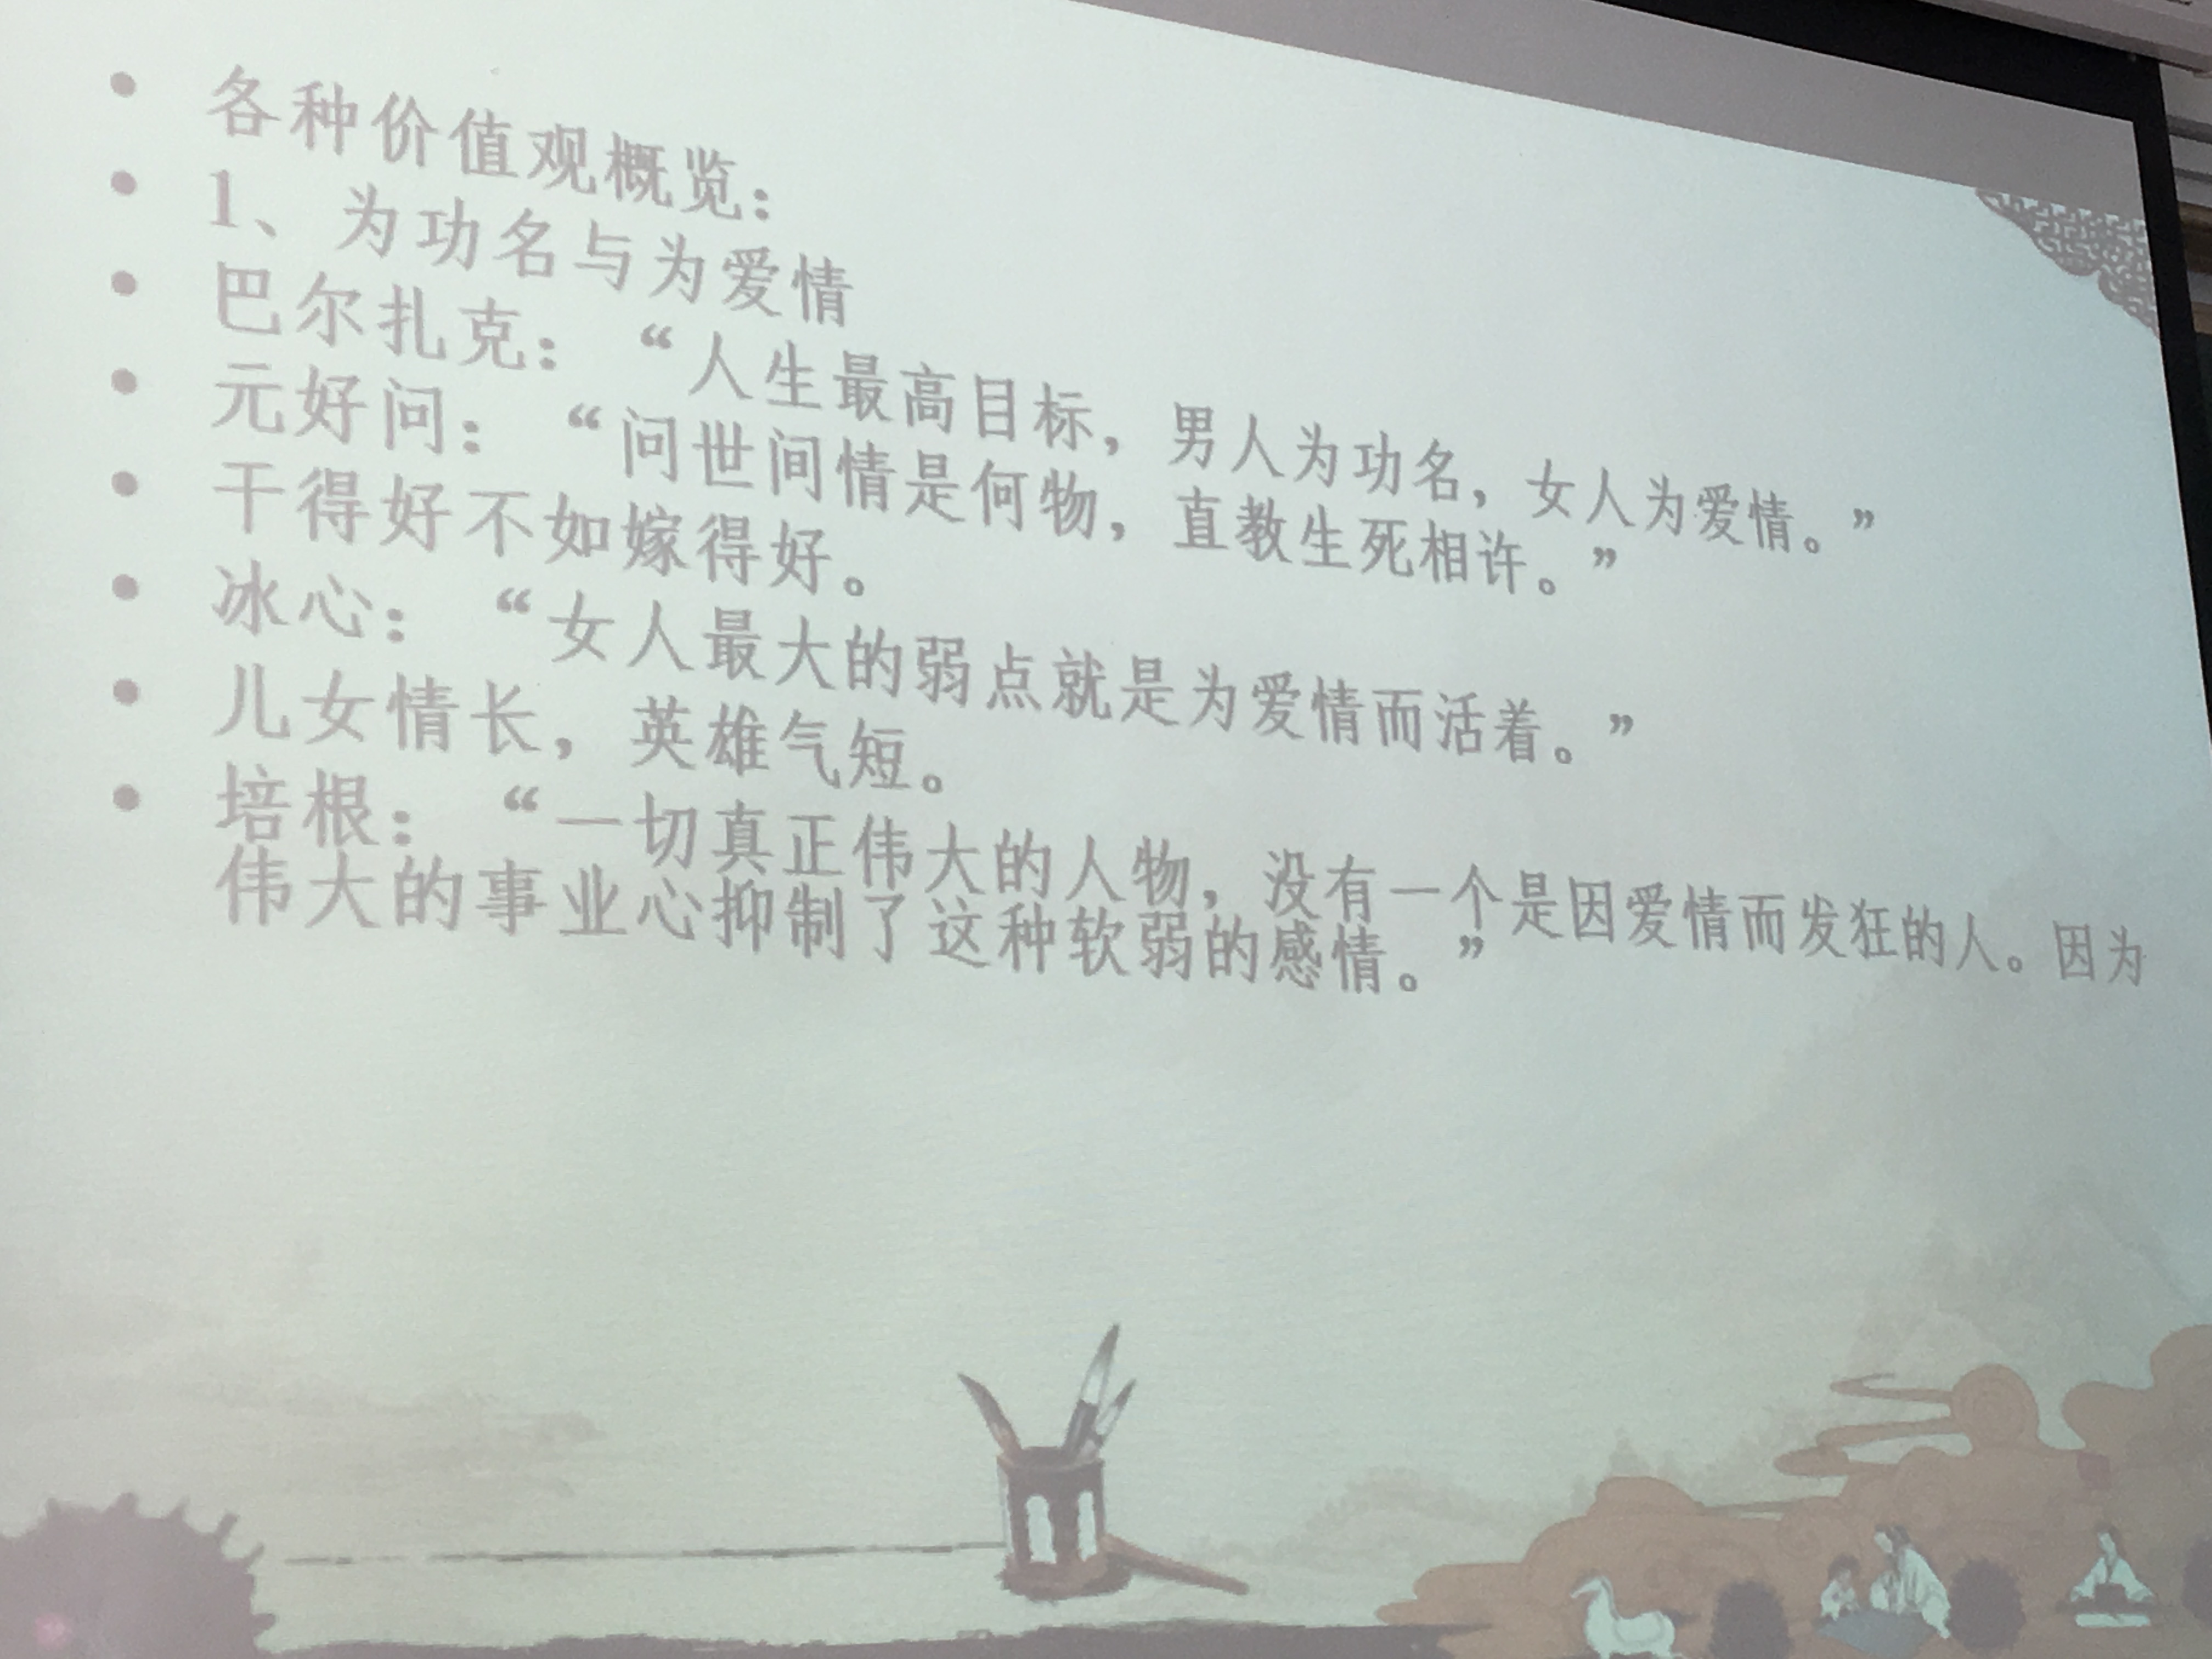 • 各种价值观概览：
• 1、为功名与为爱情
• 巴尔扎克：“人生最高目标，男人为功名，女人为爱情。”
• 元好问：“问世间情是何物，直教生死相许。”
• 干得好不如嫁得好。
• 冰心：“女人最大的弱点就是为爱情而活着。”
• 儿女情长，英雄气短。
• 培根：“一切真正伟大的人物，没有一个是因爱情而发狂的人。因为
伟大的事业心抑制了这种软弱的感情。”